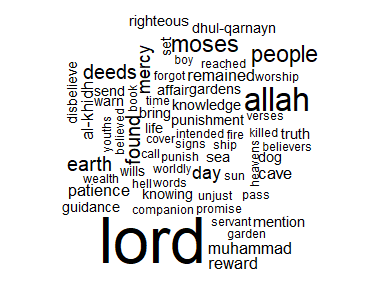 righteous
dhul-qarnayn
set
moses
people
boy
reached
mercy
deeds
forgot
remained
worship
disbelieve
send
book
affair
gardens
allah
al-khidh
warn
time
knowledge
bring
verses
youths
believed
found
life
punishment
cover
intended
fire
killed
truth
signs
ship
believers
call
punish
sea
dog
earth
heavens
worldly
wealth
wills
day
sun
cave
patience
hell
words
knowing
unjust
pass
guidance
companion
promise
lord
servant
mention
garden
muhammad
reward